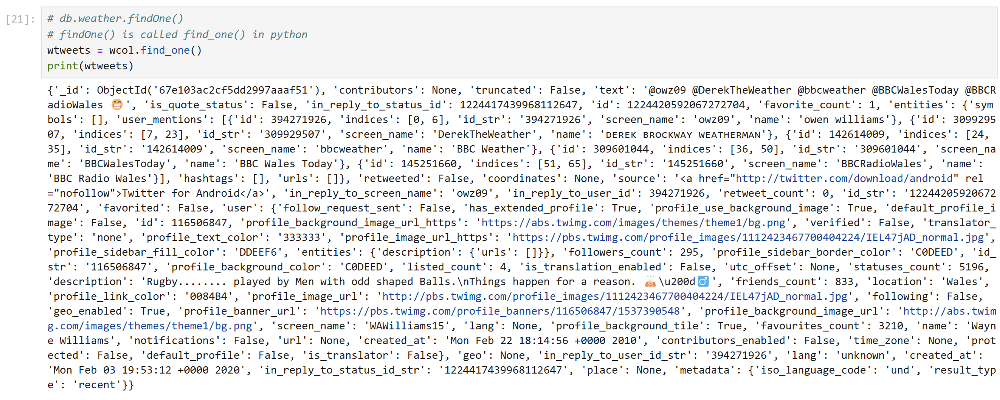 [21]:
# db.weather.findOne()
# findOne() is called find_one() in python
wtweets = wcol.find_one()
print(wtweets)
{'_id': ObjectId('67e103ac2cf5dd2997aaaf51'), 'contributors': None, 'truncated': False, 'text': '@owz09 @DerekTheWeather @bbcweather @BBCWalesToday @BBCR
adioWales 😁', 'is_quote_status': False, 'in_reply_to_status_id': 1224417439968112647, 'id': 1224420592067272704, 'favorite_count': 1, 'entities': {'sym
bols': [], 'user_mentions': [{'id': 394271926, 'indices': [0, 6], 'id_str': '394271926', 'screen_name': 'owz09', 'name': 'owen williams'}, {'id': 3099295
07, 'indices': [7, 23], 'id_str': '309929507', 'screen_name': 'DerekTheWeather', 'name': 'ᴅᴇʀᴇᴋ ʙʀᴏᴄᴋᴡᴀʏ ᴡᴇᴀᴛʜᴇʀᴍᴀɴ'}, {'id': 142614009, 'indices': [24,
35], 'id_str': '142614009', 'screen_name': 'bbcweather', 'name': 'BBC Weather'}, {'id': 309601044, 'indices': [36, 50], 'id_str': '309601044', 'screen_na
me': 'BBCWalesToday', 'name': 'BBC Wales Today'}, {'id': 145251660, 'indices': [51, 65], 'id_str': '145251660', 'screen_name': 'BBCRadioWales', 'name':
'BBC Radio Wales'}], 'hashtags': [], 'urls': []}, 'retweeted': False, 'coordinates': None, 'source': '<a href="http://twitter.com/download/android" rel
="nofollow">Twitter for Android</a>', 'in_reply_to_screen_name': 'owz09', 'in_reply_to_user_id': 394271926, 'retweet_count': 0, 'id_str': '12244205920672
72704', 'favorited': False, 'user': {'follow_request_sent': False, 'has_extended_profile': True, 'profile_use_background_image': True, 'default_profile_i
mage': False, 'id': 116506847, 'profile_background_image_url_https': 'https://abs.twimg.com/images/themes/theme1/bg.png', 'verified': False, 'translator_
type': 'none', 'profile_text_color': '333333', 'profile_image_url_https': 'https://pbs.twimg.com/profile_images/1112423467700404224/IEL47jAD_normal.jpg',
'profile_sidebar_fill_color': 'DDEEF6', 'entities': {'description': {'urls': []}}, 'followers_count': 295, 'profile_sidebar_border_color': 'C0DEED', 'id_
str': '116506847', 'profile_background_color': 'C0DEED', 'listed_count': 4, 'is_translation_enabled': False, 'utc_offset': None, 'statuses_count': 5196,
'description': 'Rugby........ played by Men with odd shaped Balls.\nThings happen for a reason. 🤷🏼\u200d♂️', 'friends_count': 833, 'location': 'Wales',
'profile_link_color': '0084B4', 'profile_image_url': 'http://pbs.twimg.com/profile_images/1112423467700404224/IEL47jAD_normal.jpg', 'following': False,
'geo_enabled': True, 'profile_banner_url': 'https://pbs.twimg.com/profile_banners/116506847/1537390548', 'profile_background_image_url': 'http://abs.twim
g.com/images/themes/theme1/bg.png', 'screen_name': 'WAWilliams15', 'lang': None, 'profile_background_tile': True, 'favourites_count': 3210, 'name': 'Wayn
e Williams', 'notifications': False, 'url': None, 'created_at': 'Mon Feb 22 18:14:56 +0000 2010', 'contributors_enabled': False, 'time_zone': None, 'prot
ected': False, 'default_profile': False, 'is_translator': False}, 'geo': None, 'in_reply_to_user_id_str': '394271926', 'lang': 'unknown', 'created_at':
'Mon Feb 03 19:53:12 +0000 2020', 'in_reply_to_status_id_str': '1224417439968112647', 'place': None, 'metadata': {'iso_language_code': 'und', 'result_typ
e': 'recent'}}